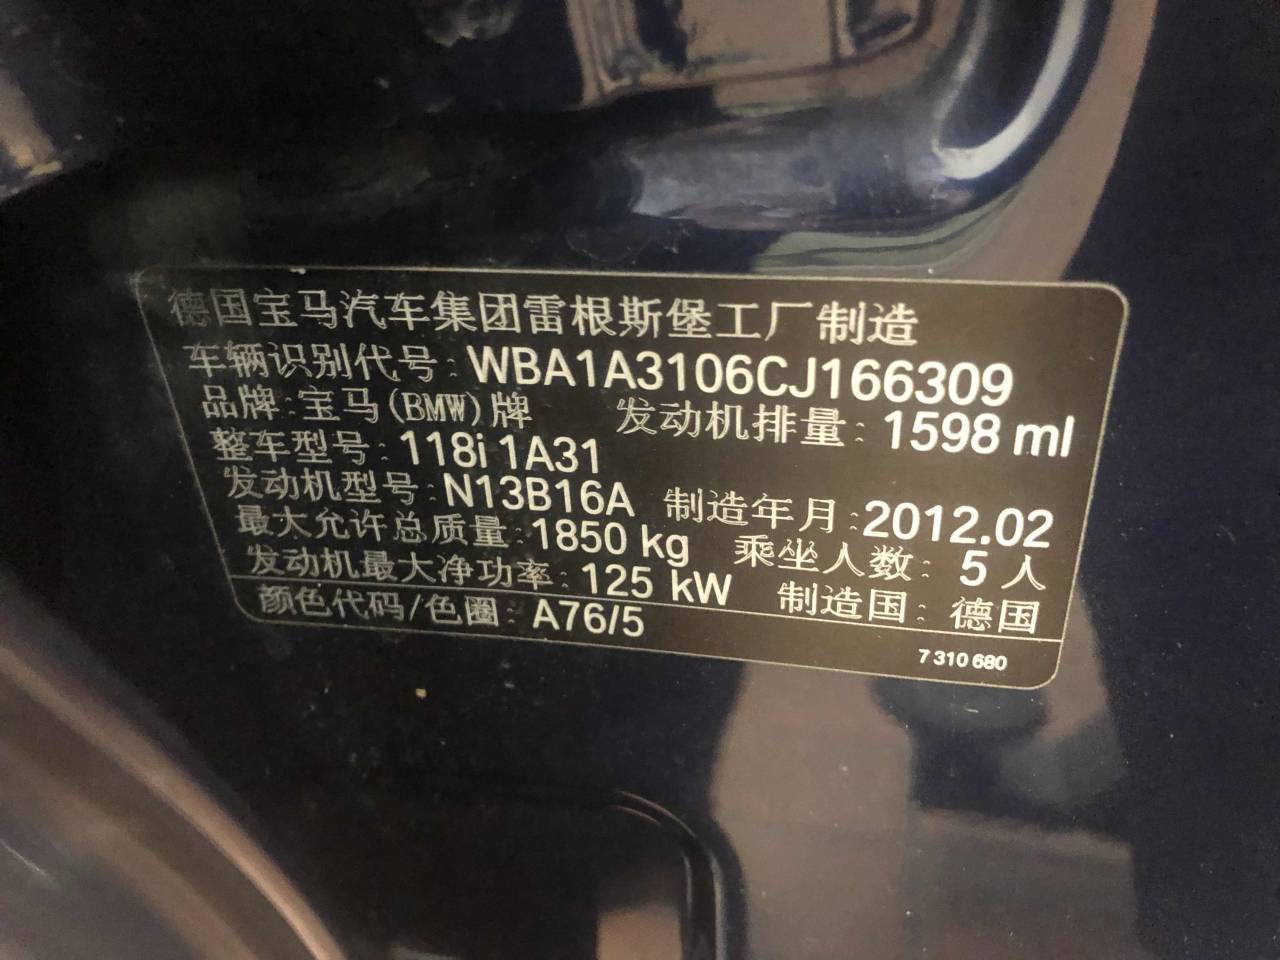 德国宝马汽车集团雷根斯堡工厂制造
车辆识别代号: WBA1A3106CJ166309
品牌: 宝马(BMW)牌 发动机排量: 1598 ml
整车型号: 118i 1A31
发动机型号: N13B16A 制造年月: 2012.02
最大允许总质量: 1850 kg 乘坐人数: 5 人
发动机最大净功率: 125 kW 制造国: 德国
颜色代码/色圈: A76/5
7 310 680